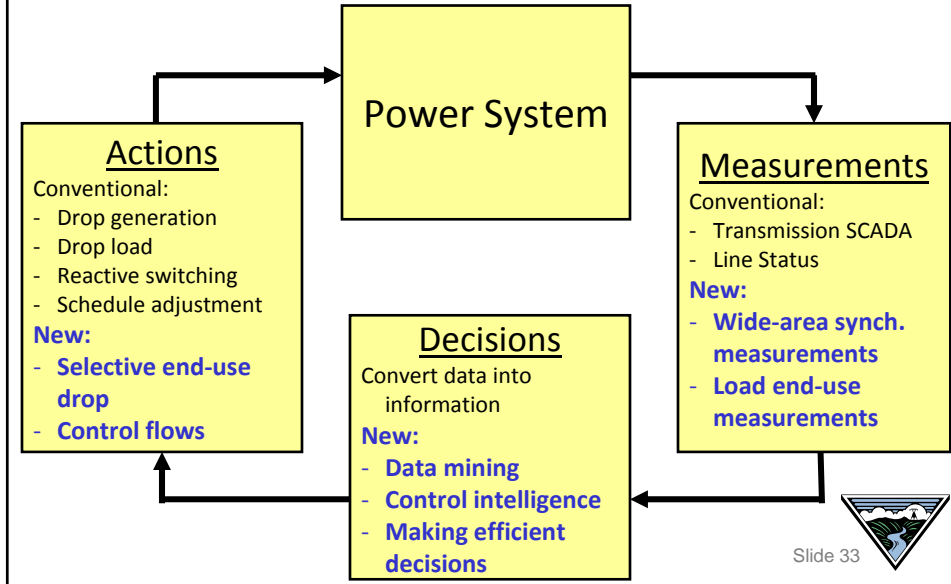 Power System
Actions
Conventional:
- Drop generation
- Drop load
- Reactive switching
- Schedule adjustment
New:
- Selective end-use
drop
- Control flows
Measurements
Conventional:
- Transmission SCADA
- Line Status
New:
- Wide-area synch.
measurements
- Load end-use
measurements
Decisions
Convert data into
information
New:
- Data mining
- Control intelligence
- Making efficient
decisions
Slide 33